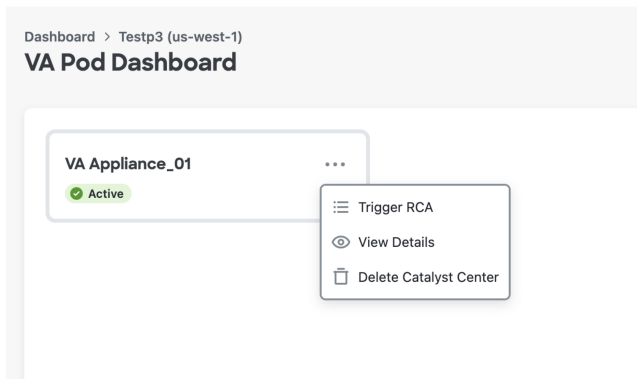 Dashboard > Testp3 (us-west-1)
VA Pod Dashboard
VA Appliance_01
Active
Trigger RCA
View Details
Delete Catalyst Center